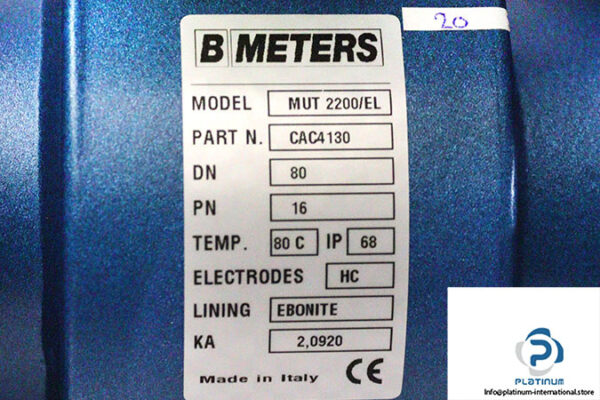 20
B METERS
MODEL MUT 2200/EL
PART N. CAC4130
DN 80
PN 16
TEMP. 80 C IP 68
ELECTRODES HC
LINING EBONITE
KA 2,0920
Made in Italy CE
PLATINUM
Info@platinum-international.store